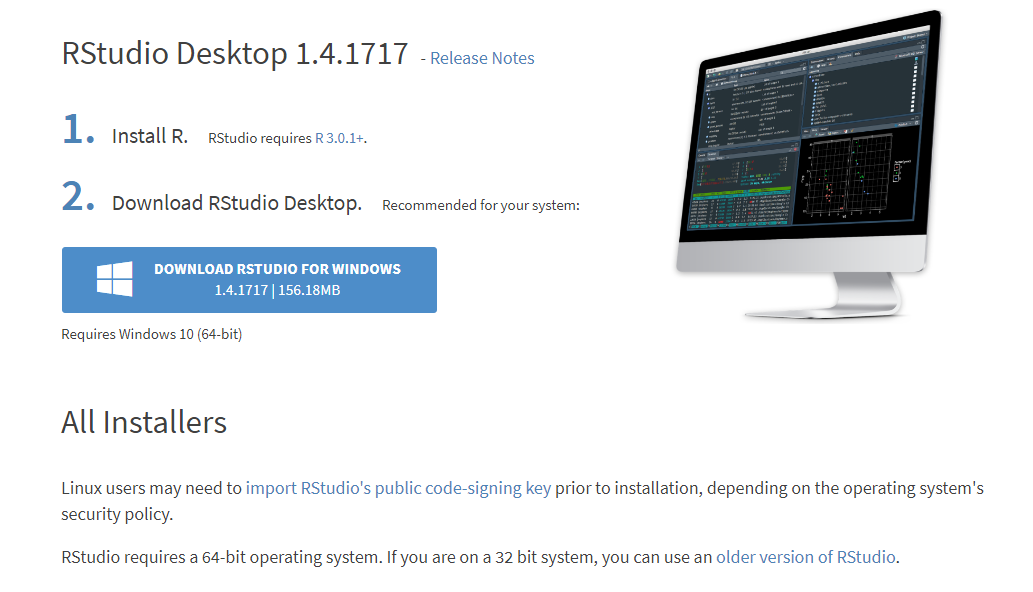 RStudio Desktop 1.4.1717 - Release Notes
1. Install R. RStudio requires R 3.0.1+.
2. Download RStudio Desktop. Recommended for your system:
DOWNLOAD RSTUDIO FOR WINDOWS
1.4.1717 | 156.18MB
Requires Windows 10 (64-bit)
All Installers
Linux users may need to import RStudio's public code-signing key prior to installation, depending on the operating system's
security policy.
RStudio requires a 64-bit operating system. If you are on a 32 bit system, you can use an older version of RStudio.